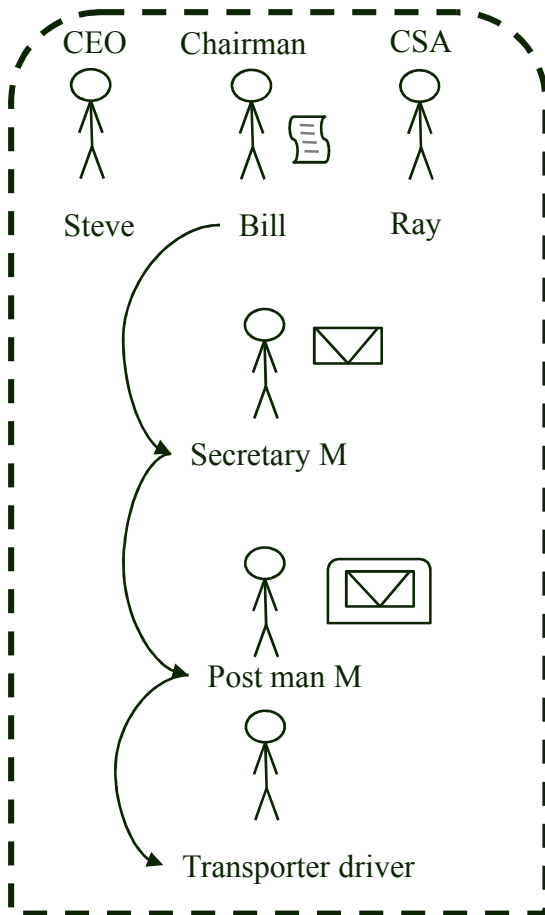 CEO Chairman CSA
Steve Bill Ray
Secretary M
Post man M
Transporter driver